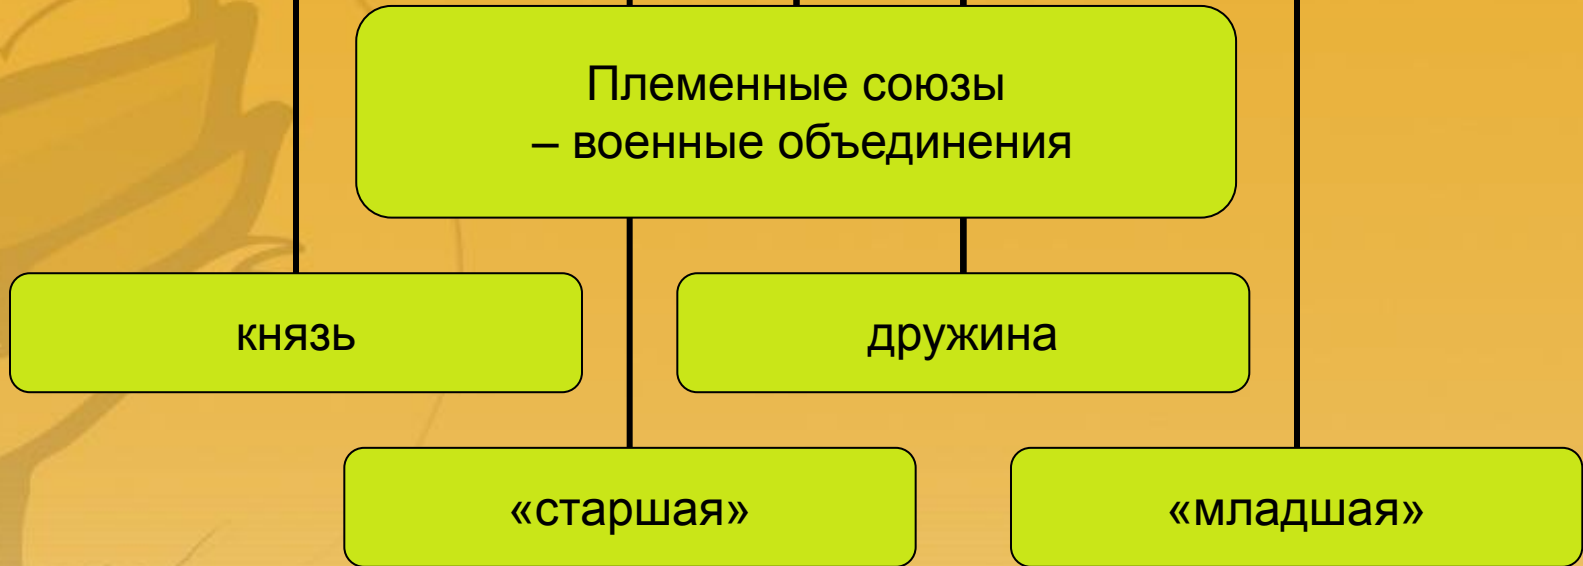 Племенные союзы
– военные объединения
князь
дружина
«старшая»
«младшая»